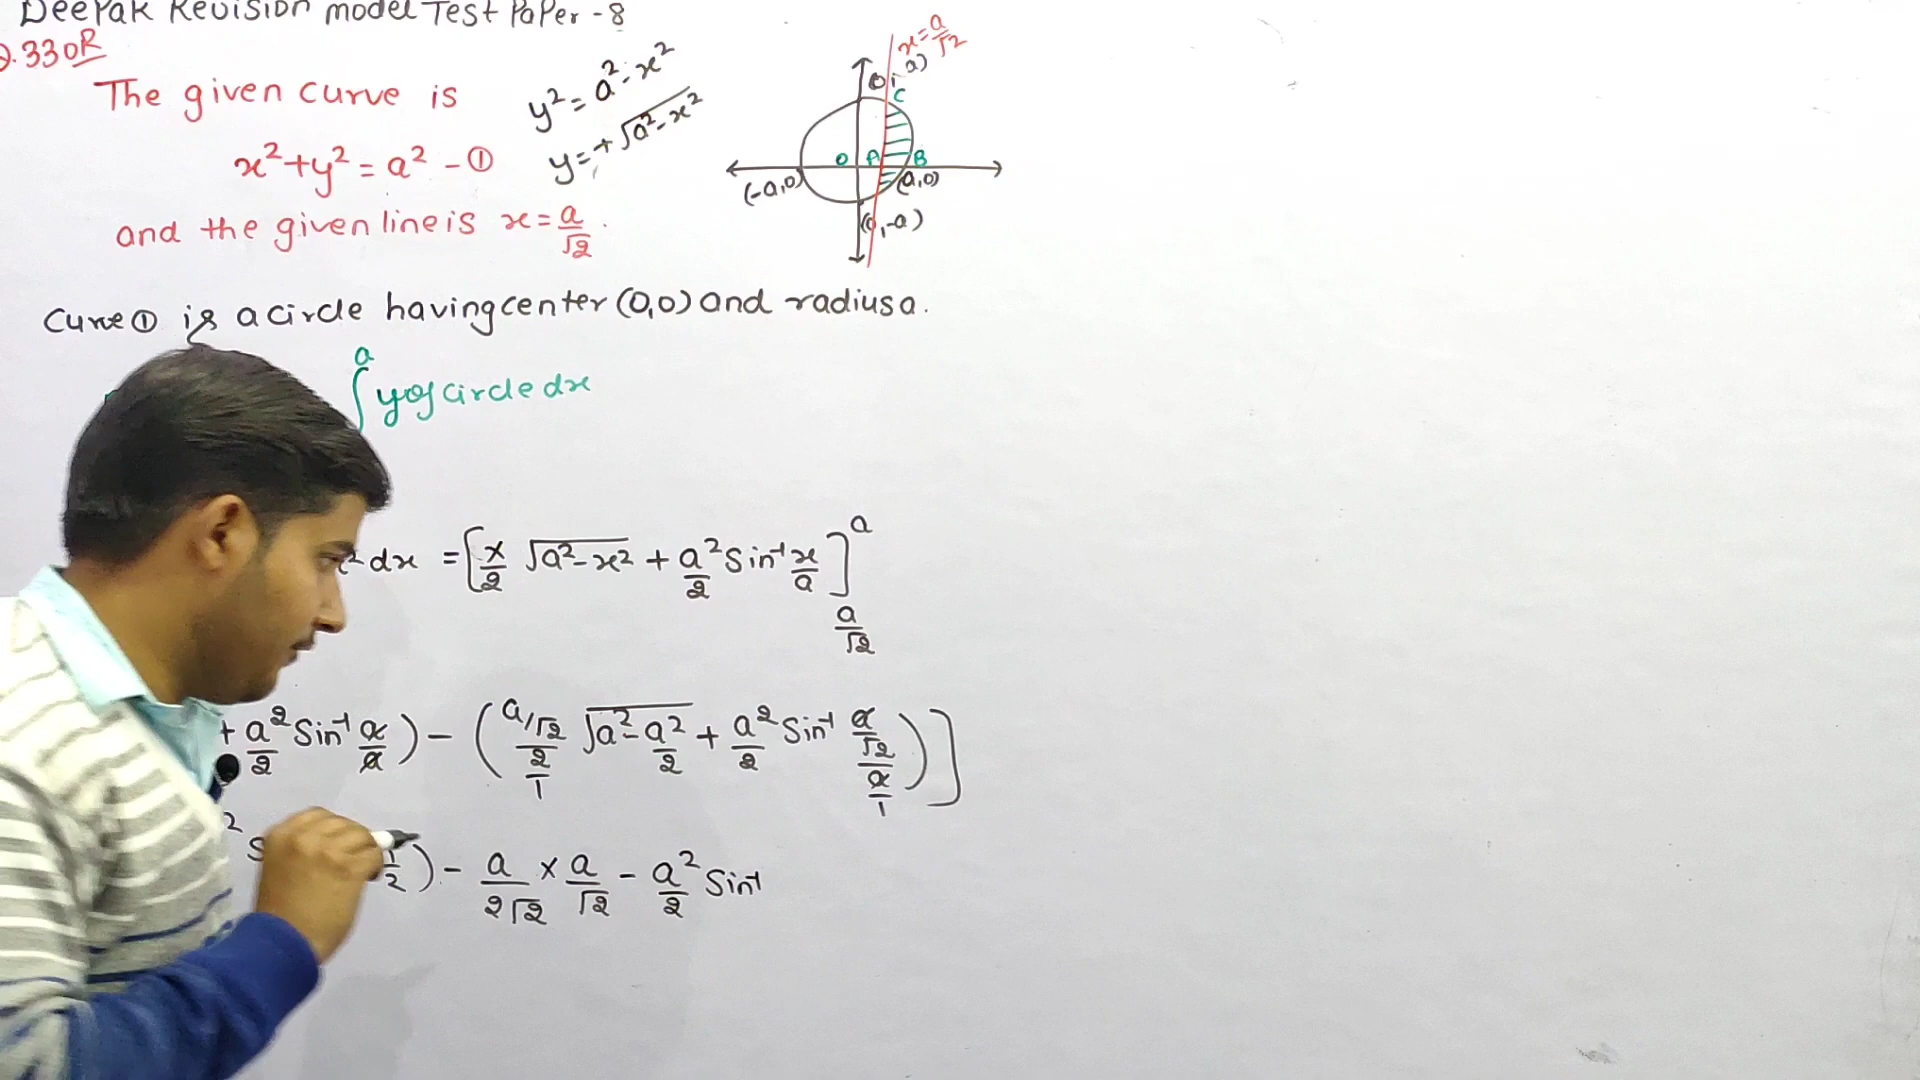 Deepak Revision model Test Paper - 8
Q.33 OR
The given curve is
x² + y² = a² - ①
and the given line is x = a/√2.
y² = a² - x²
y = +√(a² - x²)
x = a/√2
(0, a)
C
O A B
(-a,0) (a,0)
(0,-a)
Curve ① is a circle having center (0,0) and radius a.
∫ᵃ y of circle dx
x² dx = [x/2 √(a² - x²) + a²/2 Sin⁻¹ x/a]ᵃ
a/√2
+ a²/2 Sin⁻¹ a/a) - (a/√2/2/1 √(a² - a²/2) + a²/2 Sin⁻¹ a/√2/a/1)]
² S 1/2) - a/2√2 × a/√2 - a²/2 Sin⁻¹